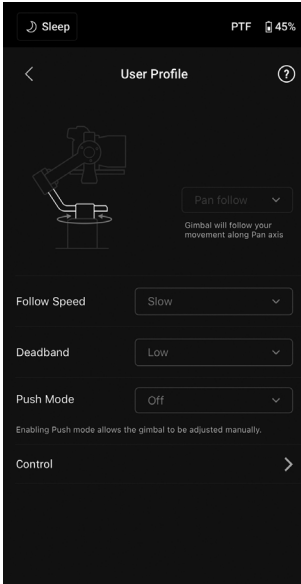 Sleep
PTF
45%
User Profile
?
Pan follow
Gimbal will follow your
movement along Pan axis
Follow Speed
Slow
Deadband
Low
Push Mode
Off
Enabling Push mode allows the gimbal to be adjusted manually.
Control